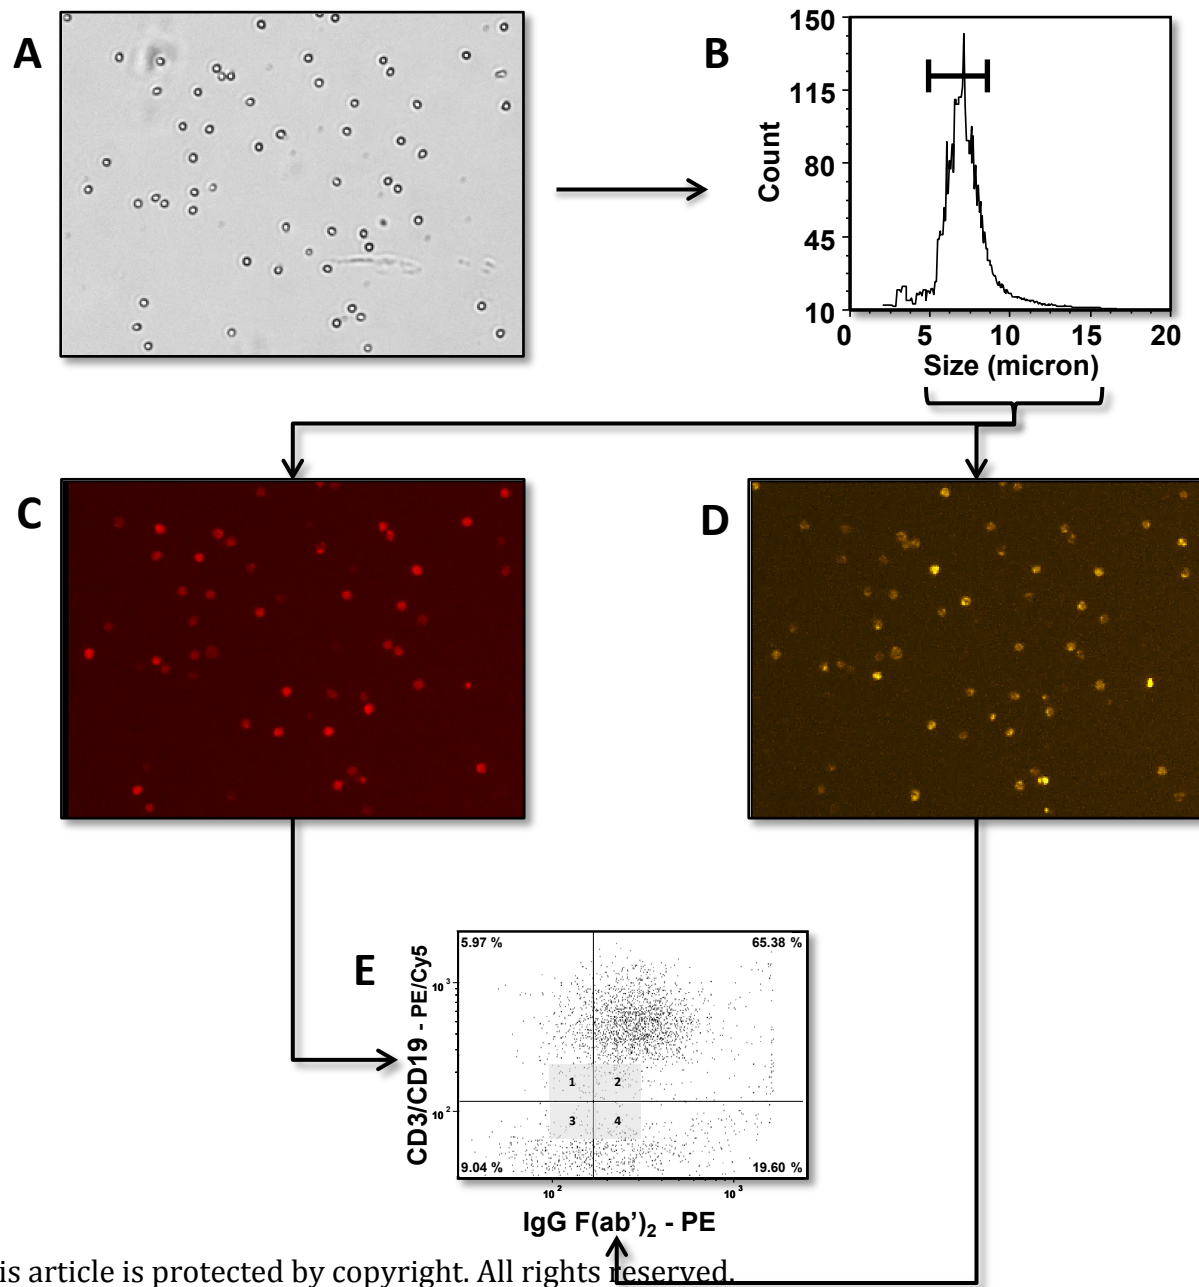 A
B
150
115
80
45
10
Count
0 5 10 15 20
Size (micron)
C
D
E
5.97 % 65.38 %
10³
CD3/CD19 - PE/Cy5
1 2
10²
3 4
9.04 % 19.60 %
10² 10³
IgG F(ab’)₂ - PE
is article is protected by copyright. All rights reserved.